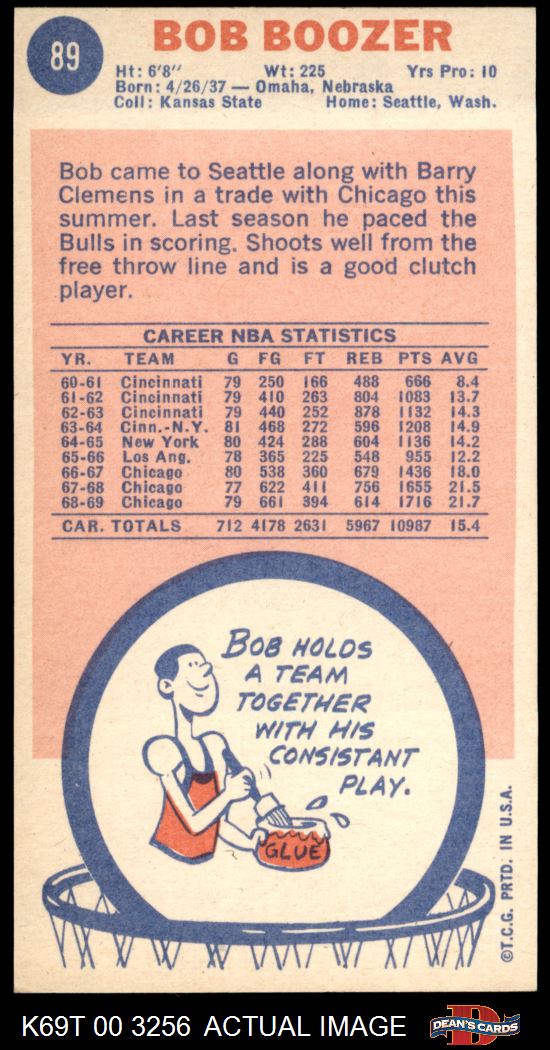 89
BOB BOOZER
Ht: 6'8" Wt: 225 Yrs Pro: 10
Born: 4/26/37 — Omaha, Nebraska
Coll: Kansas State Home: Seattle, Wash.
Bob came to Seattle along with Barry
Clemens in a trade with Chicago this
summer. Last season he paced the
Bulls in scoring. Shoots well from the
free throw line and is a good clutch
player.
CAREER NBA STATISTICS
YR. TEAM G FG FT REB PTS AVG
60-61 Cincinnati 79 250 166 488 666 8.4
61-62 Cincinnati 79 410 263 804 1083 13.7
62-63 Cincinnati 79 440 252 878 1132 14.3
63-64 Cinn.-N.Y. 81 468 272 596 1208 14.9
64-65 New York 80 424 288 604 1136 14.2
65-66 Los Ang. 78 365 225 548 955 12.2
66-67 Chicago 80 538 360 679 1436 18.0
67-68 Chicago 77 622 411 756 1655 21.5
68-69 Chicago 79 661 394 614 1716 21.7
CAR. TOTALS 712 4178 2631 5967 10987 15.4
BOB HOLDS
A TEAM
TOGETHER
WITH HIS
CONSISTANT
PLAY.
GLUE
©T.C.G. PRTD. IN U.S.A.
K69T 00 3256 ACTUAL IMAGE
D
DEAN'S CARDS